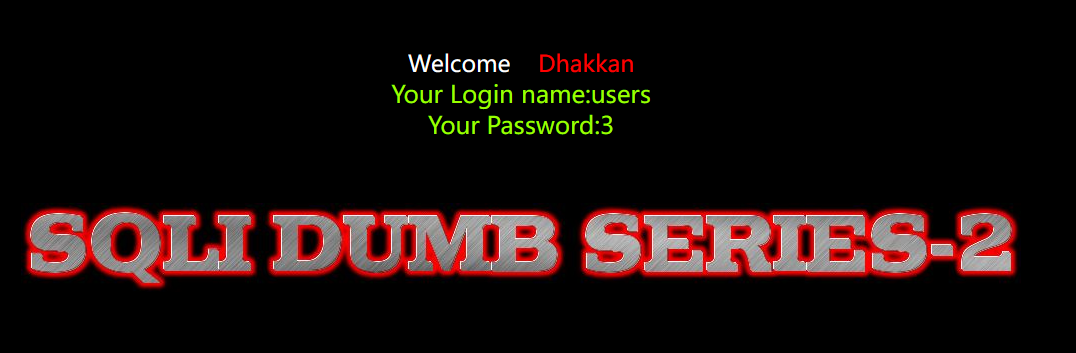 Welcome Dhakkan
Your Login name:users
Your Password:3
SQLI DUMB SERIES-2